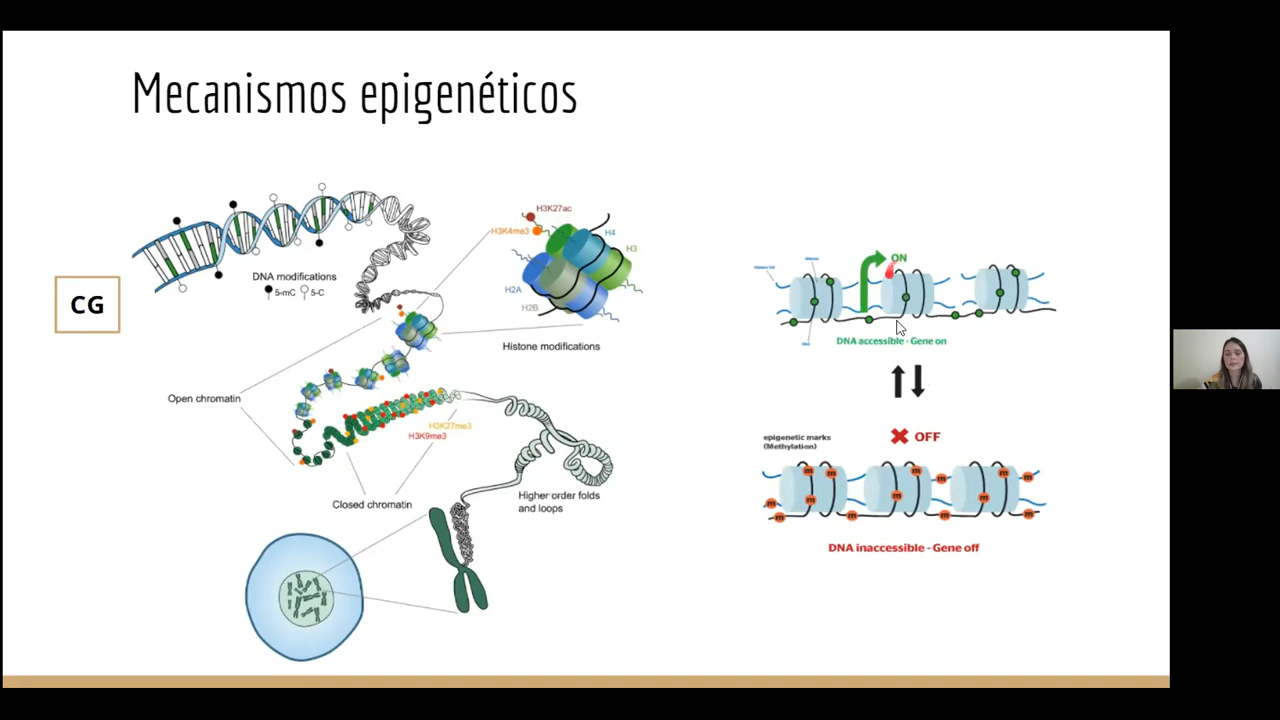 Mecanismos epigenéticos
CG
DNA modifications
5-mC 5-C
H3K27ac
H3K4me3
H4
H3
H2A
H2B
Histone modifications
Open chromatin
H3K27me3
H3K9me3
Closed chromatin
Higher order folds
and loops
ON
DNA accessible - Gene on
OFF
epigenetic marks
(Methylation)
m m m m m m m
m m m m
m m m m m
DNA inaccessible - Gene off